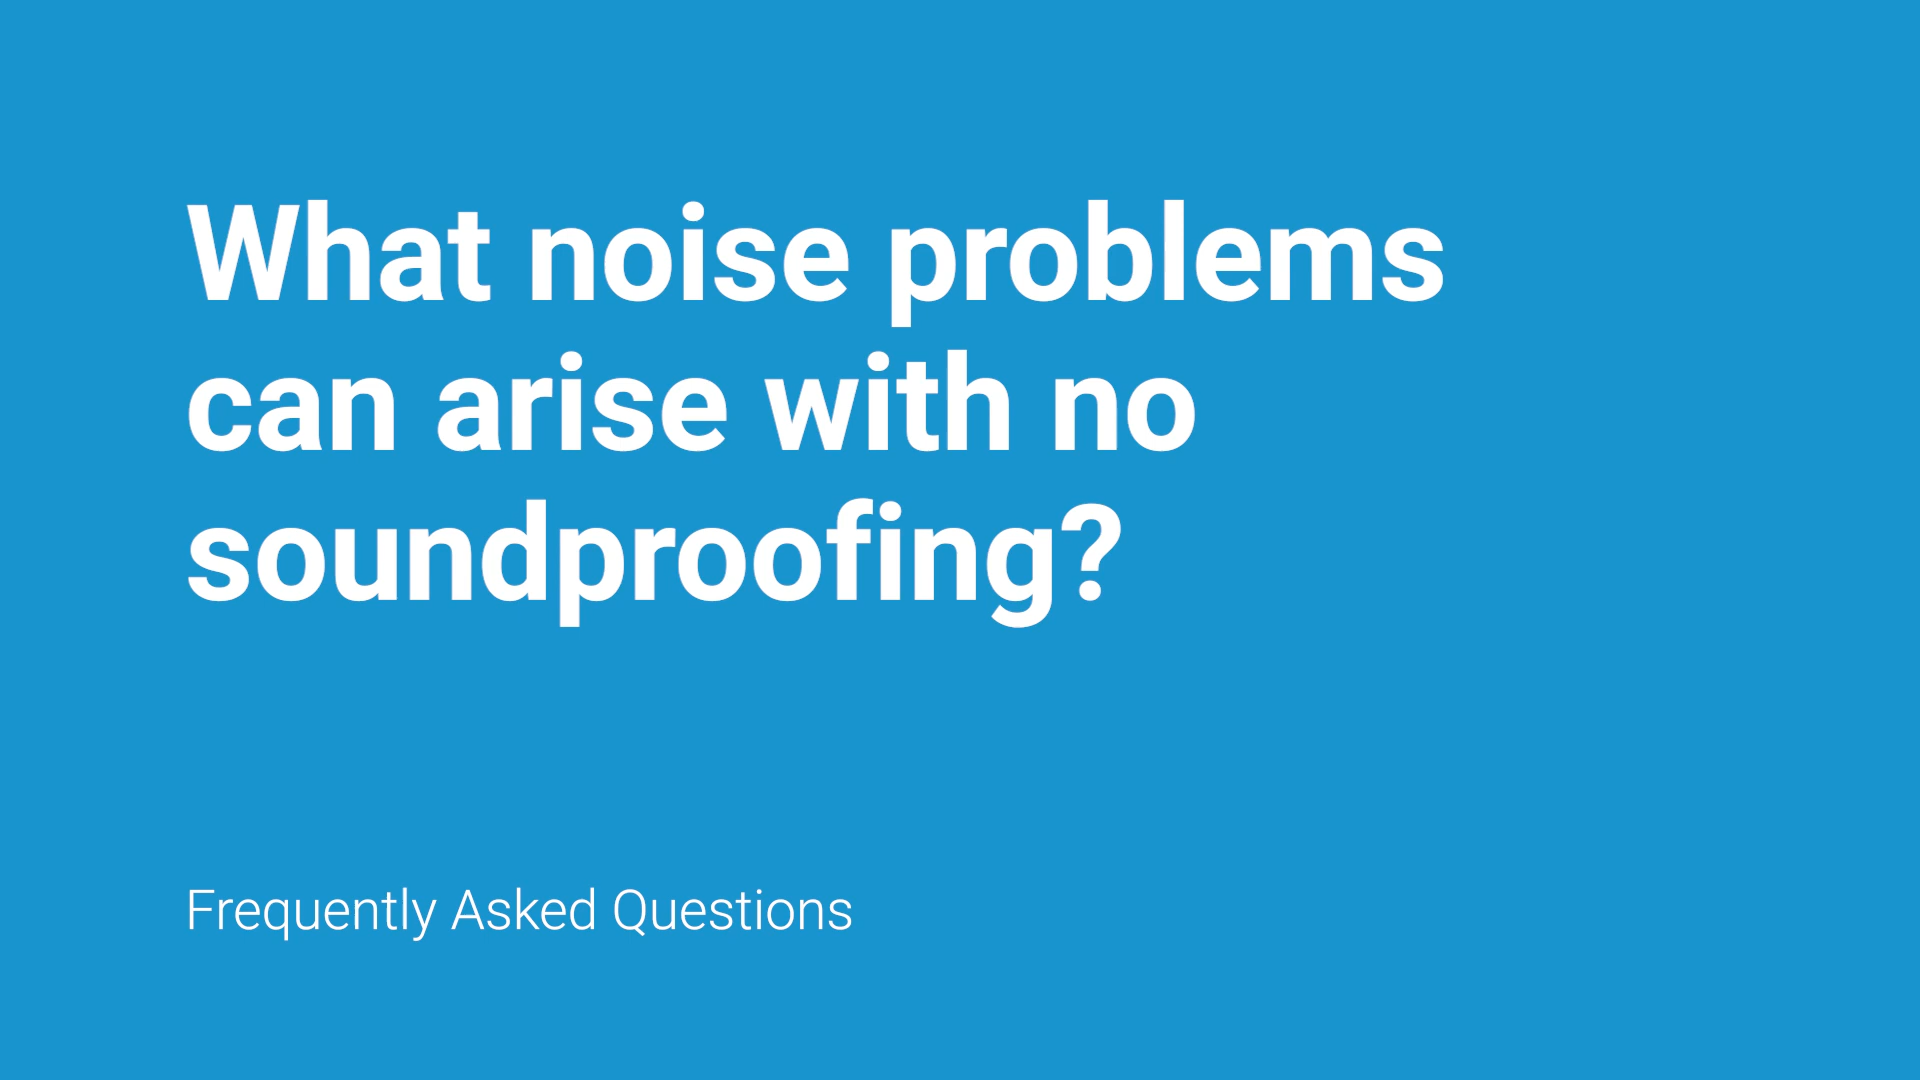 What noise problems
can arise with no
soundproofing?
Frequently Asked Questions